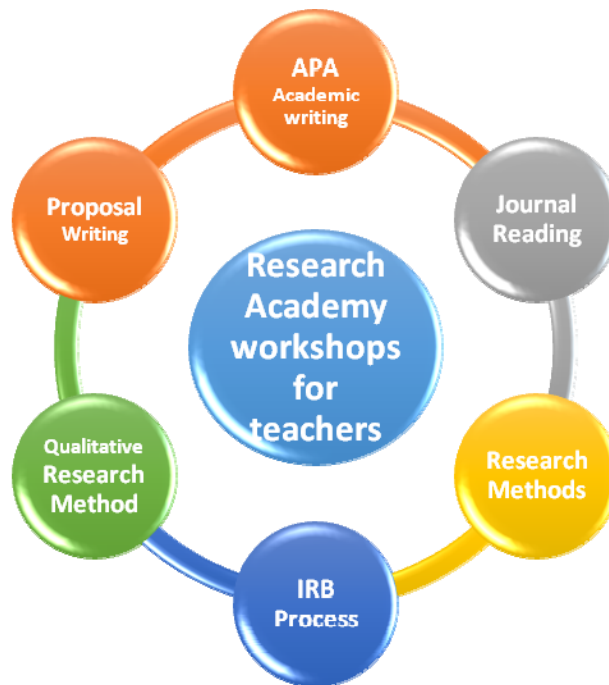 APA
Academic
writing
Journal
Reading
Research
Methods
IRB
Process
Qualitative
Research
Method
Proposal
Writing
Research
Academy
workshops
for
teachers